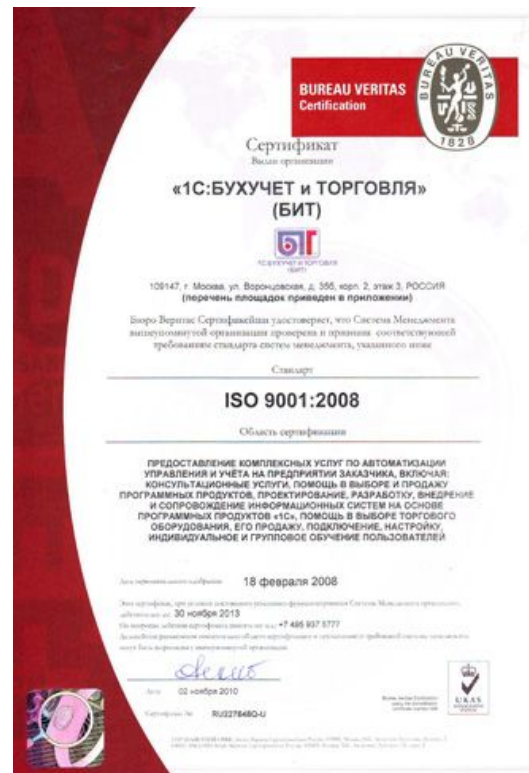 BUREAU VERITAS
Certification
BUREAU VERITAS
1828
Сертификат
Выдан организации
«1С:БУХУЧЕТ и ТОРГОВЛЯ»
(БИТ)
БИТ
1С:БУХУЧЕТ И ТОРГОВЛЯ
(БИТ)
109147, г. Москва, ул. Воронцовская, д. 35б, корп. 2, этаж 3, РОССИЯ
(перечень площадок приведен в приложении)
Бюро Веритас Сертификейшн удостоверяет, что Система Менеджмента
вышеупомянутой организации проверена и признана соответствующей
требованиям стандарта систем менеджмента, указанного ниже
Стандарт
ISO 9001:2008
Область сертификации
ПРЕДОСТАВЛЕНИЕ КОМПЛЕКСНЫХ УСЛУГ ПО АВТОМАТИЗАЦИИ
УПРАВЛЕНИЯ И УЧЁТА НА ПРЕДПРИЯТИИ ЗАКАЗЧИКА, ВКЛЮЧАЯ:
КОНСУЛЬТАЦИОННЫЕ УСЛУГИ, ПОМОЩЬ В ВЫБОРЕ И ПРОДАЖУ
ПРОГРАММНЫХ ПРОДУКТОВ, ПРОЕКТИРОВАНИЕ, РАЗРАБОТКУ, ВНЕДРЕНИЕ
И СОПРОВОЖДЕНИЕ ИНФОРМАЦИОННЫХ СИСТЕМ НА ОСНОВЕ
ПРОГРАММНЫХ ПРОДУКТОВ «1С», ПОМОЩЬ В ВЫБОРЕ ТОРГОВОГО
ОБОРУДОВАНИЯ, ЕГО ПРОДАЖУ, ПОДКЛЮЧЕНИЕ, НАСТРОЙКУ,
ИНДИВИДУАЛЬНОЕ И ГРУППОВОЕ ОБУЧЕНИЕ ПОЛЬЗОВАТЕЛЕЙ
18 февраля 2008
30 ноября 2013
+7 495 937 5777
Дата
02 ноября 2010
Сертификат №
RU227848Q-U
UKAS